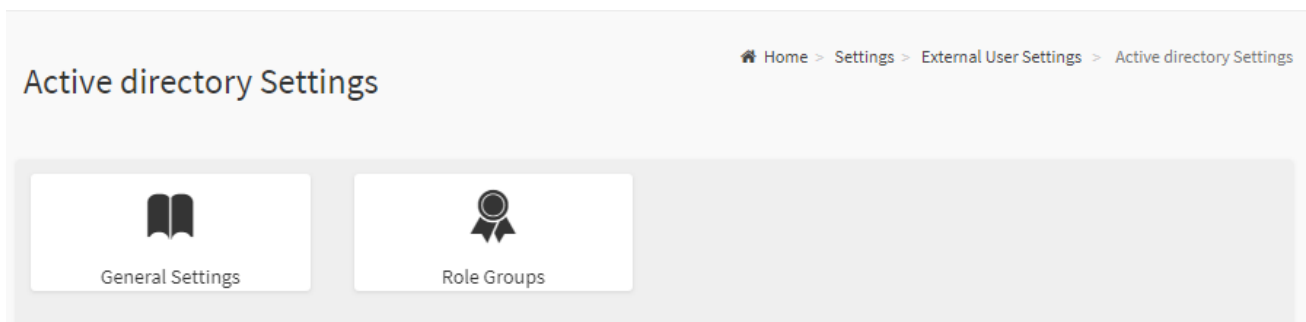 Home > Settings > External User Settings > Active directory Settings
Active directory Settings
General Settings
Role Groups